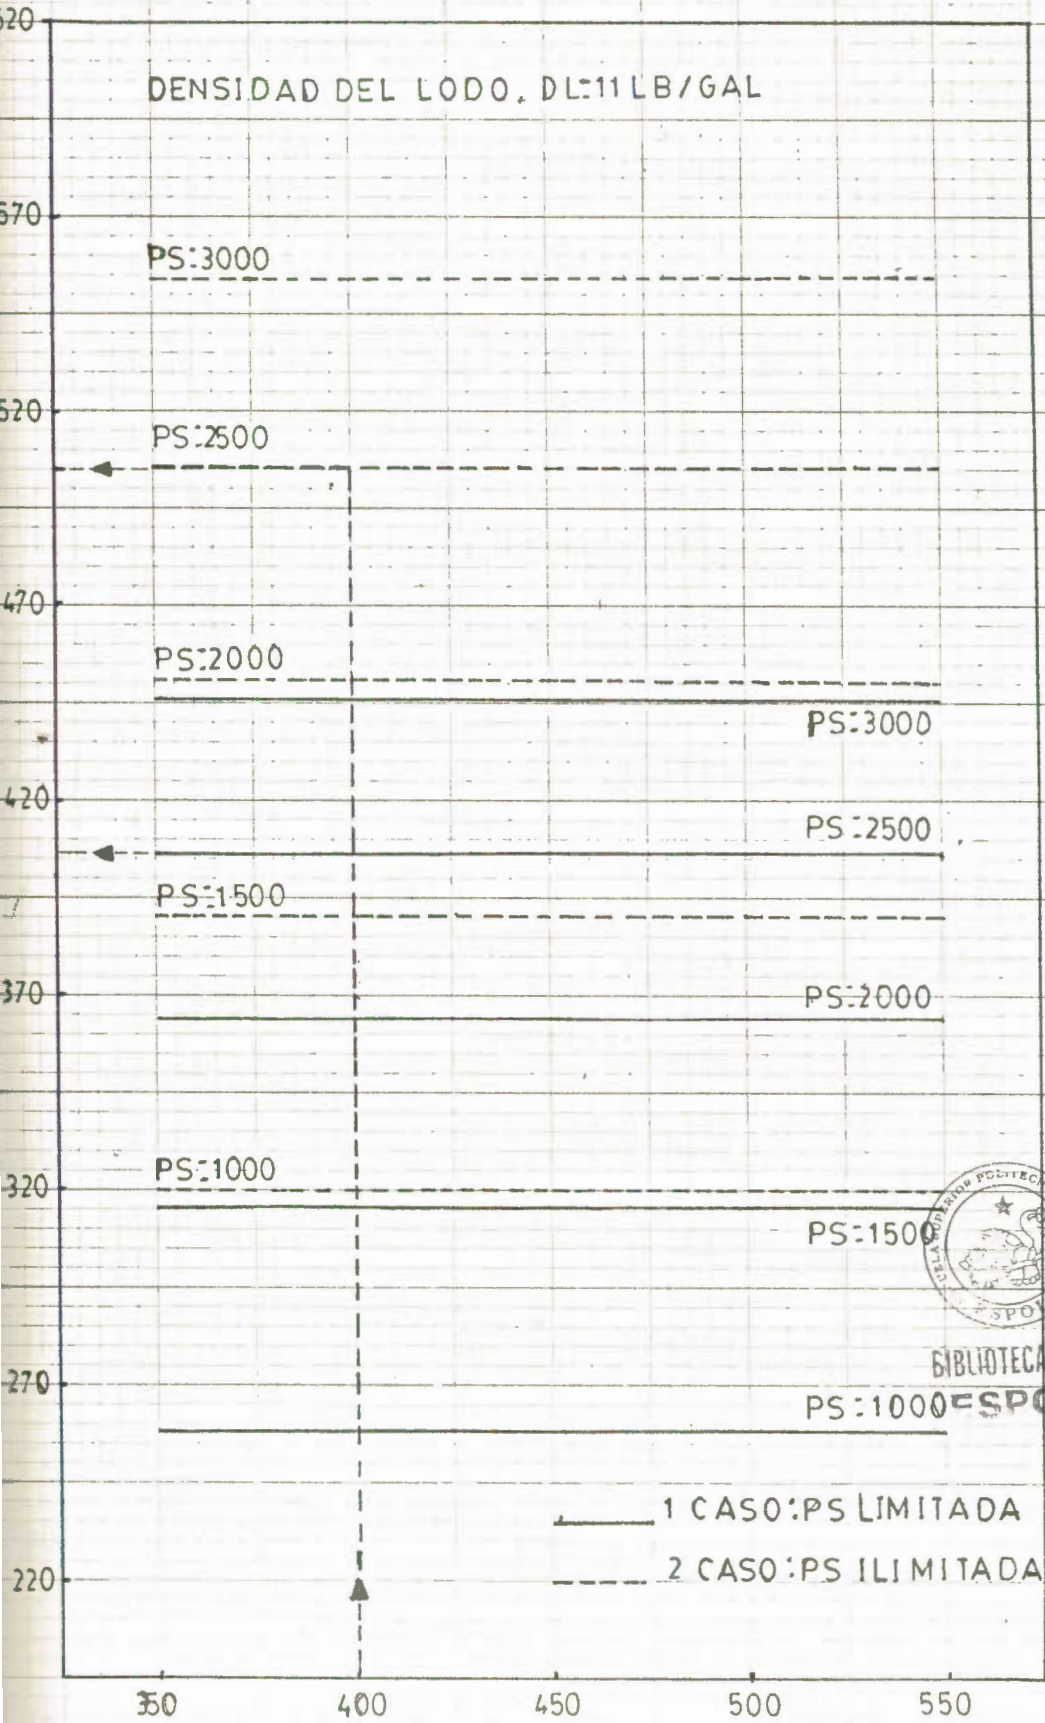 DENSIDAD DEL LODO, DL=11 LB/GAL
PS=3000
520
PS=2500
470
PS=2000
PS=3000
420
PS=2500
PS=1500
370
PS=2000
PS=1000
320
PS=1500
ESPOL
BIBLIOTECA
270
PS=1000
1 CASO:PS LIMITADA
220
2 CASO:PS ILIMITADA
350 400 450 500 550